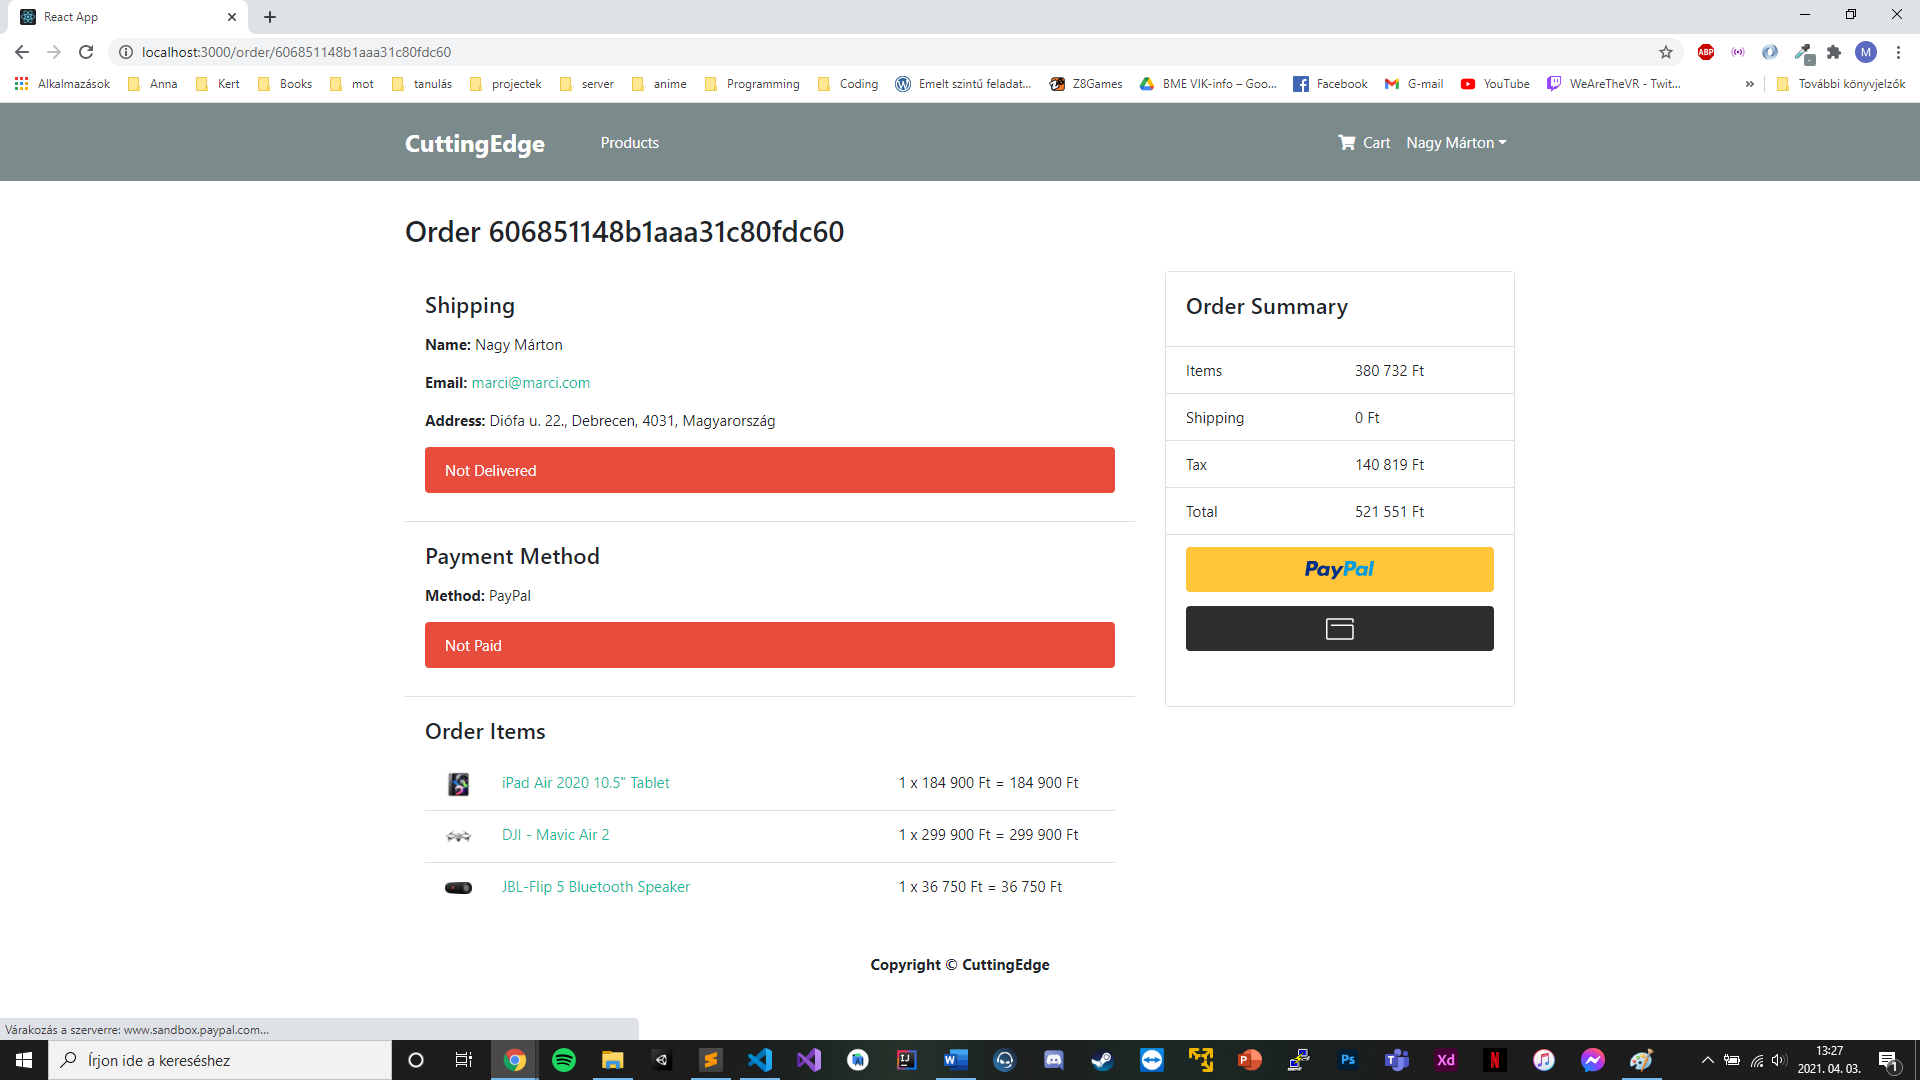 React App
localhost:3000/order/606851148b1aaa31c80fdc60
ABP
M
Alkalmazások Anna Kert Books mot tanulás projektek server anime Programming Coding Emelt szintű feladat... Z8Games BME VIK-info – Goo... Facebook G-mail YouTube WeAreTheVR - Twit... » További könyvjelzők
CuttingEdge Products Cart Nagy Márton
Order 606851148b1aaa31c80fdc60
Shipping
Name: Nagy Márton
Email: marci@marci.com
Address: Diófa u. 22., Debrecen, 4031, Magyarország
Not Delivered
Payment Method
Method: PayPal
Not Paid
Order Items
iPad Air 2020 10.5" Tablet 1 x 184 900 Ft = 184 900 Ft
DJI - Mavic Air 2 1 x 299 900 Ft = 299 900 Ft
JBL-Flip 5 Bluetooth Speaker 1 x 36 750 Ft = 36 750 Ft
Order Summary
Items 380 732 Ft
Shipping 0 Ft
Tax 140 819 Ft
Total 521 551 Ft
PayPal
Copyright © CuttingEdge
Várakozás a szerverre: www.sandbox.paypal.com...
Írjon ide a kereséshez
Ps
Xd
N
13:27
2021. 04. 03.
1